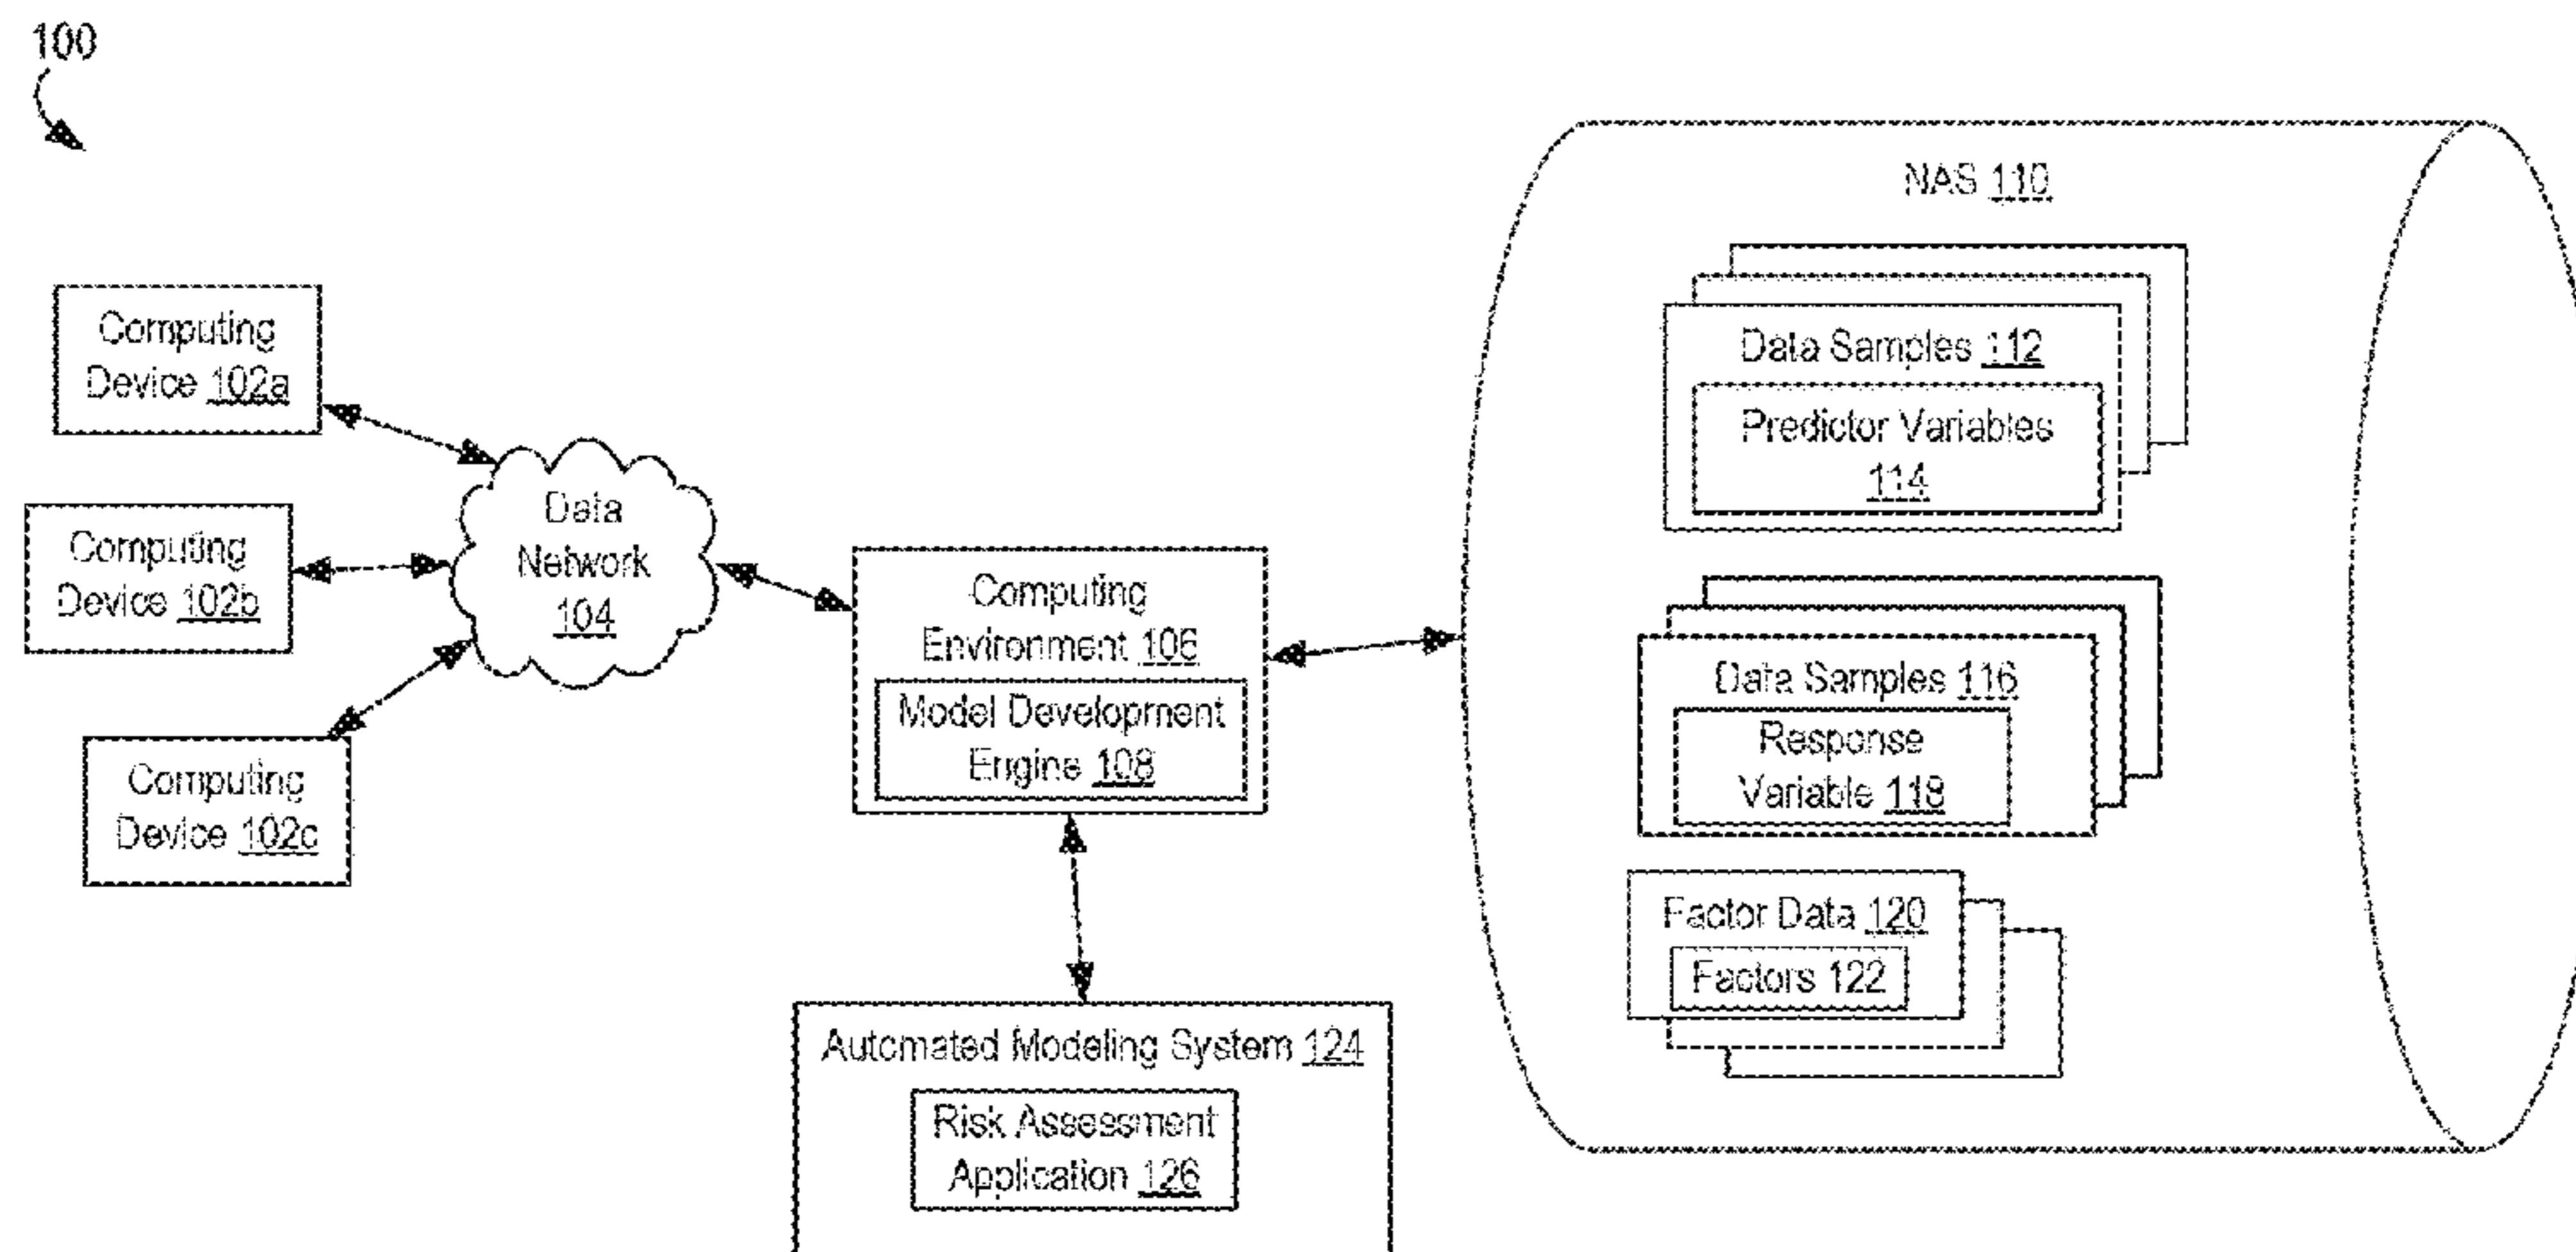 100
NAS 110
Computing
Device 102a
Data Samples 112
Predictor Variables
114
Computing
Device 102b
Data
Network
104
Computing
Environment 106
Model Development
Engine 108
Data Samples 116
Response
Variable 118
Computing
Device 102c
Factor Data 120
Factors 122
Automated Modeling System 124
Risk Assessment
Application 126